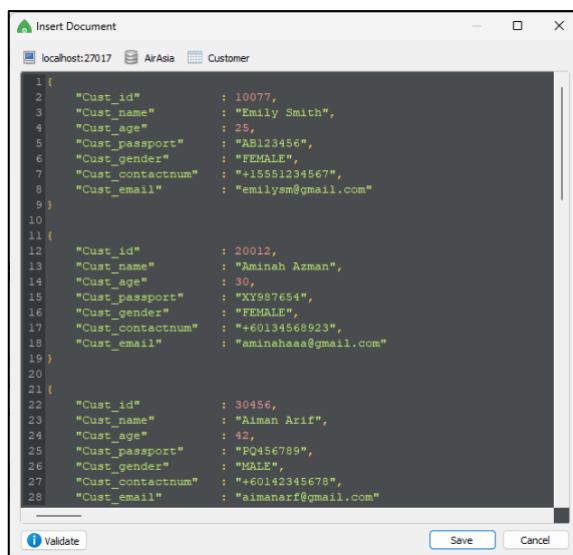 Insert Document
localhost:27017 AirAsia Customer
1 {
2 "Cust_id" : 10077,
3 "Cust_name" : "Emily Smith",
4 "Cust_age" : 25,
5 "Cust_passport" : "AB123456",
6 "Cust_gender" : "FEMALE",
7 "Cust_contactnum" : "+15551234567",
8 "Cust_email" : "emilysm@gmail.com"
9 }
10
11 {
12 "Cust_id" : 20012,
13 "Cust_name" : "Aminah Azman",
14 "Cust_age" : 30,
15 "Cust_passport" : "XY987654",
16 "Cust_gender" : "FEMALE",
17 "Cust_contactnum" : "+60134568923",
18 "Cust_email" : "aminahaaa@gmail.com"
19 }
20
21 {
22 "Cust_id" : 30456,
23 "Cust_name" : "Aiman Arif",
24 "Cust_age" : 42,
25 "Cust_passport" : "PQ456789",
26 "Cust_gender" : "MALE",
27 "Cust_contactnum" : "+60142345678",
28 "Cust_email" : "aimanarf@gmail.com"
Validate Save Cancel